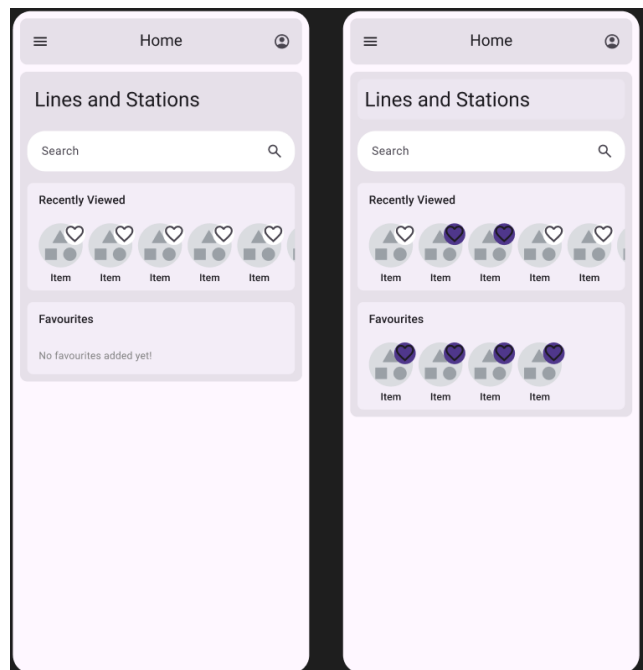 Home
Lines and Stations
Search
Recently Viewed
Item Item Item Item Item
Favourites
No favourites added yet!
Home
Lines and Stations
Search
Recently Viewed
Item Item Item Item Item
Favourites
Item Item Item Item